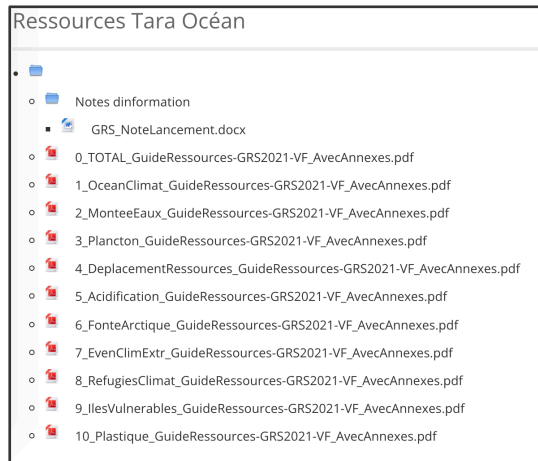 Ressources Tara Océan
Notes dinformation
GRS_NoteLancement.docx
0_TOTAL_GuideRessources-GRS2021-VF_AvecAnnexes.pdf
1_OceanClimat_GuideRessources-GRS2021-VF_AvecAnnexes.pdf
2_MonteeEaux_GuideRessources-GRS2021-VF_AvecAnnexes.pdf
3_Plancton_GuideRessources-GRS2021-VF_AvecAnnexes.pdf
4_DeplacementRessources_GuideRessources-GRS2021-VF_AvecAnnexes.pdf
5_Acidification_GuideRessources-GRS2021-VF_AvecAnnexes.pdf
6_FonteArctique_GuideRessources-GRS2021-VF_AvecAnnexes.pdf
7_EvenClimExtr_GuideRessources-GRS2021-VF_AvecAnnexes.pdf
8_RefugiesClimat_GuideRessources-GRS2021-VF_AvecAnnexes.pdf
9_IlesVulnerables_GuideRessources-GRS2021-VF_AvecAnnexes.pdf
10_Plastique_GuideRessources-GRS2021-VF_AvecAnnexes.pdf